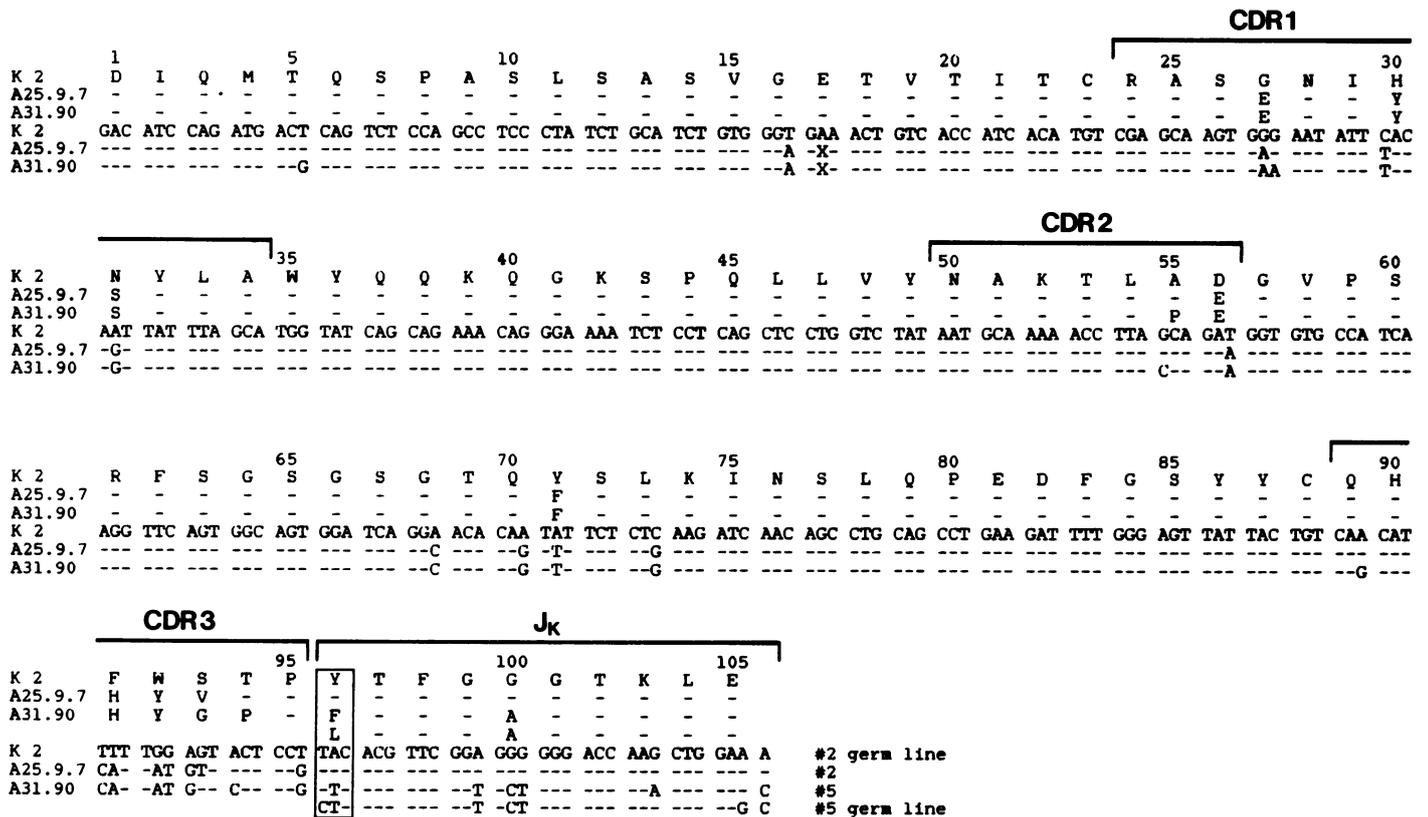 CDR1
1 5 10 15 20 25 30
K 2 D I Q M T Q S P A S L S A S V G E T V T I T C R A S G N I H
A25.9.7 - - - - - - - - - - - - - - - - - - - - - - - - - - E - - Y
A31.90 - - - - - - - - - - - - - - - - - - - - - - - - - - E - - Y
K 2 GAC ATC CAG ATG ACT CAG TCT CCA GCC TCC CTA TCT GCA TCT GTG GGT GAA ACT GTC ACC ATC ACA TGT CGA GCA AGT GGG AAT ATT CAC
A25.9.7 --- --- --- --- --- --- --- --- --- --- --- --- --- --- --- --A -X- --- --- --- --- --- --- --- --- --- -A- --- --- T--
A31.90 --- --- --- --- --G --- --- --- --- --- --- --- --- --- --- --A -X- --- --- --- --- --- --- --- --- --- -AA --- --- T--
CDR2
35 40 45 50 55 60
K 2 N Y L A W Y Q Q K Q G K S P Q L L V Y N A K T L A D G V P S
A25.9.7 S - - - - - - - - - - - - - - - - - - - - - - - - E - - - -
A31.90 S - - - - - - - - - - - - - - - - - - - - - - - P E - - - -
K 2 AAT TAT TTA GCA TGG TAT CAG CAG AAA CAG GGA AAA TCT CCT CAG CTC CTG GTC TAT AAT GCA AAA ACC TTA GCA GAT GGT GTG CCA TCA
A25.9.7 -G- --- --- --- --- --- --- --- --- --- --- --- --- --- --- --- --- --- --- --- --- --- --- --- --- --A --- --- --- ---
A31.90 -G- --- --- --- --- --- --- --- --- --- --- --- --- --- --- --- --- --- --- --- --- --- --- --- C-- --A --- --- --- ---
65 70 75 80 85 90
K 2 R F S G S G S G T Q Y S L K I N S L Q P E D F G S Y Y C Q H
A25.9.7 - - - - - - - - - - F - - - - - - - - - - - - - - - - - - -
A31.90 - - - - - - - - - - F - - - - - - - - - - - - - - - - - - -
K 2 AGG TTC AGT GGC AGT GGA TCA GGA ACA CAA TAT TCT CTC AAG ATC AAC AGC CTG CAG CCT GAA GAT TTT GGG AGT TAT TAC TGT CAA CAT
A25.9.7 --- --- --- --- --- --- --- --C --- --G -T- --- --G --- --- --- --- --- --- --- --- --- --- --- --- --- --- --- --- ---
A31.90 --- --- --- --- --- --- --- --C --- --G -T- --- --G --- --- --- --- --- --- --- --- --- --- --- --- --- --- --- --G ---
CDR3 JK
95 100 105
K 2 F W S T P Y T F G G G T K L E
A25.9.7 H Y V - - - - - - - - - - - -
A31.90 H Y G P - F - - - A - - - - -
L - - - A - - - - -
K 2 TTT TGG AGT ACT CCT TAC ACG TTC GGA GGG GGG ACC AAG CTG GAA A #2 germ line
A25.9.7 CA- -AT GT- --- --G --- --- --- --- --- --- --- --- --- --- - #2
A31.90 CA- -AT G-- C-- --G -T- --- --- --T -CT --- --- --A --- --- C #5
CT- --- --- --T -CT --- --- --- --- --G C #5 germ line